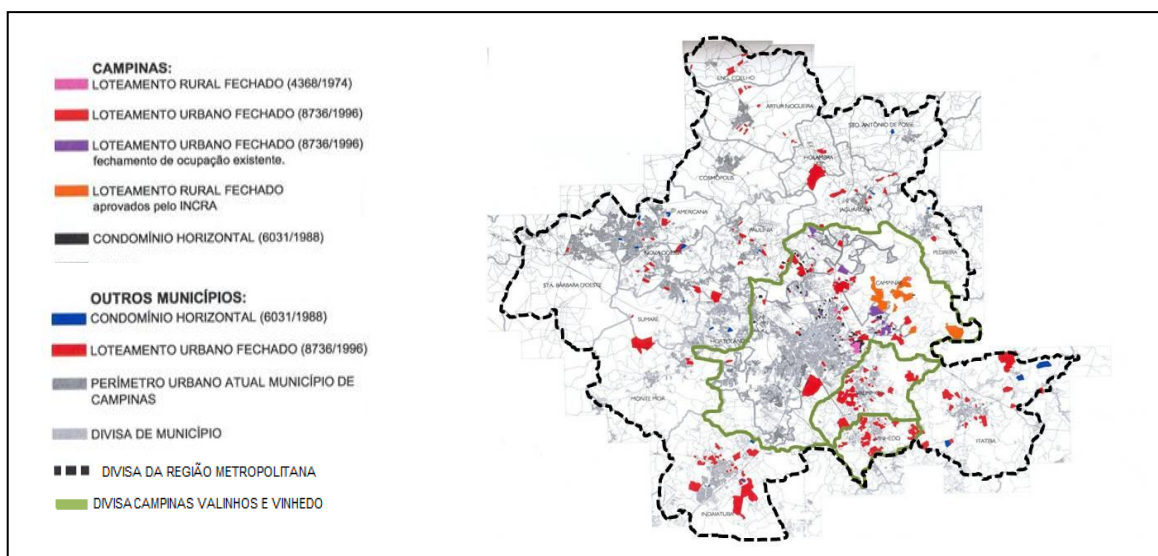 CAMPINAS:
LOTEAMENTO RURAL FECHADO (4368/1974)
LOTEAMENTO URBANO FECHADO (8736/1996)
LOTEAMENTO URBANO FECHADO (8736/1996)
fechamento de ocupação existente.
LOTEAMENTO RURAL FECHADO
aprovados pelo INCRA
CONDOMÍNIO HORIZONTAL (6031/1988)
OUTROS MUNICÍPIOS:
CONDOMÍNIO HORIZONTAL (6031/1988)
LOTEAMENTO URBANO FECHADO (8736/1996)
PERÍMETRO URBANO ATUAL MUNICÍPIO DE
CAMPINAS
DIVISA DE MUNICÍPIO
DIVISA DA REGIÃO METROPOLITANA
DIVISA CAMPINAS VALINHOS E VINHEDO
ENG. COELHO
ARTUR NOGUEIRA
STO. ANTÔNIO DE POSSE
HOLAMBRA
COSMÓPOLIS
JAGUARIÚNA
AMERICANA
PAULÍNIA
NOVA ODESSA
PEDREIRA
STA. BÁRBARA D'OESTE
CAMPINAS
SUMARÉ
HORTOLÂNDIA
MONTE MOR
VINHEDO
ITATIBA
INDAIATUBA